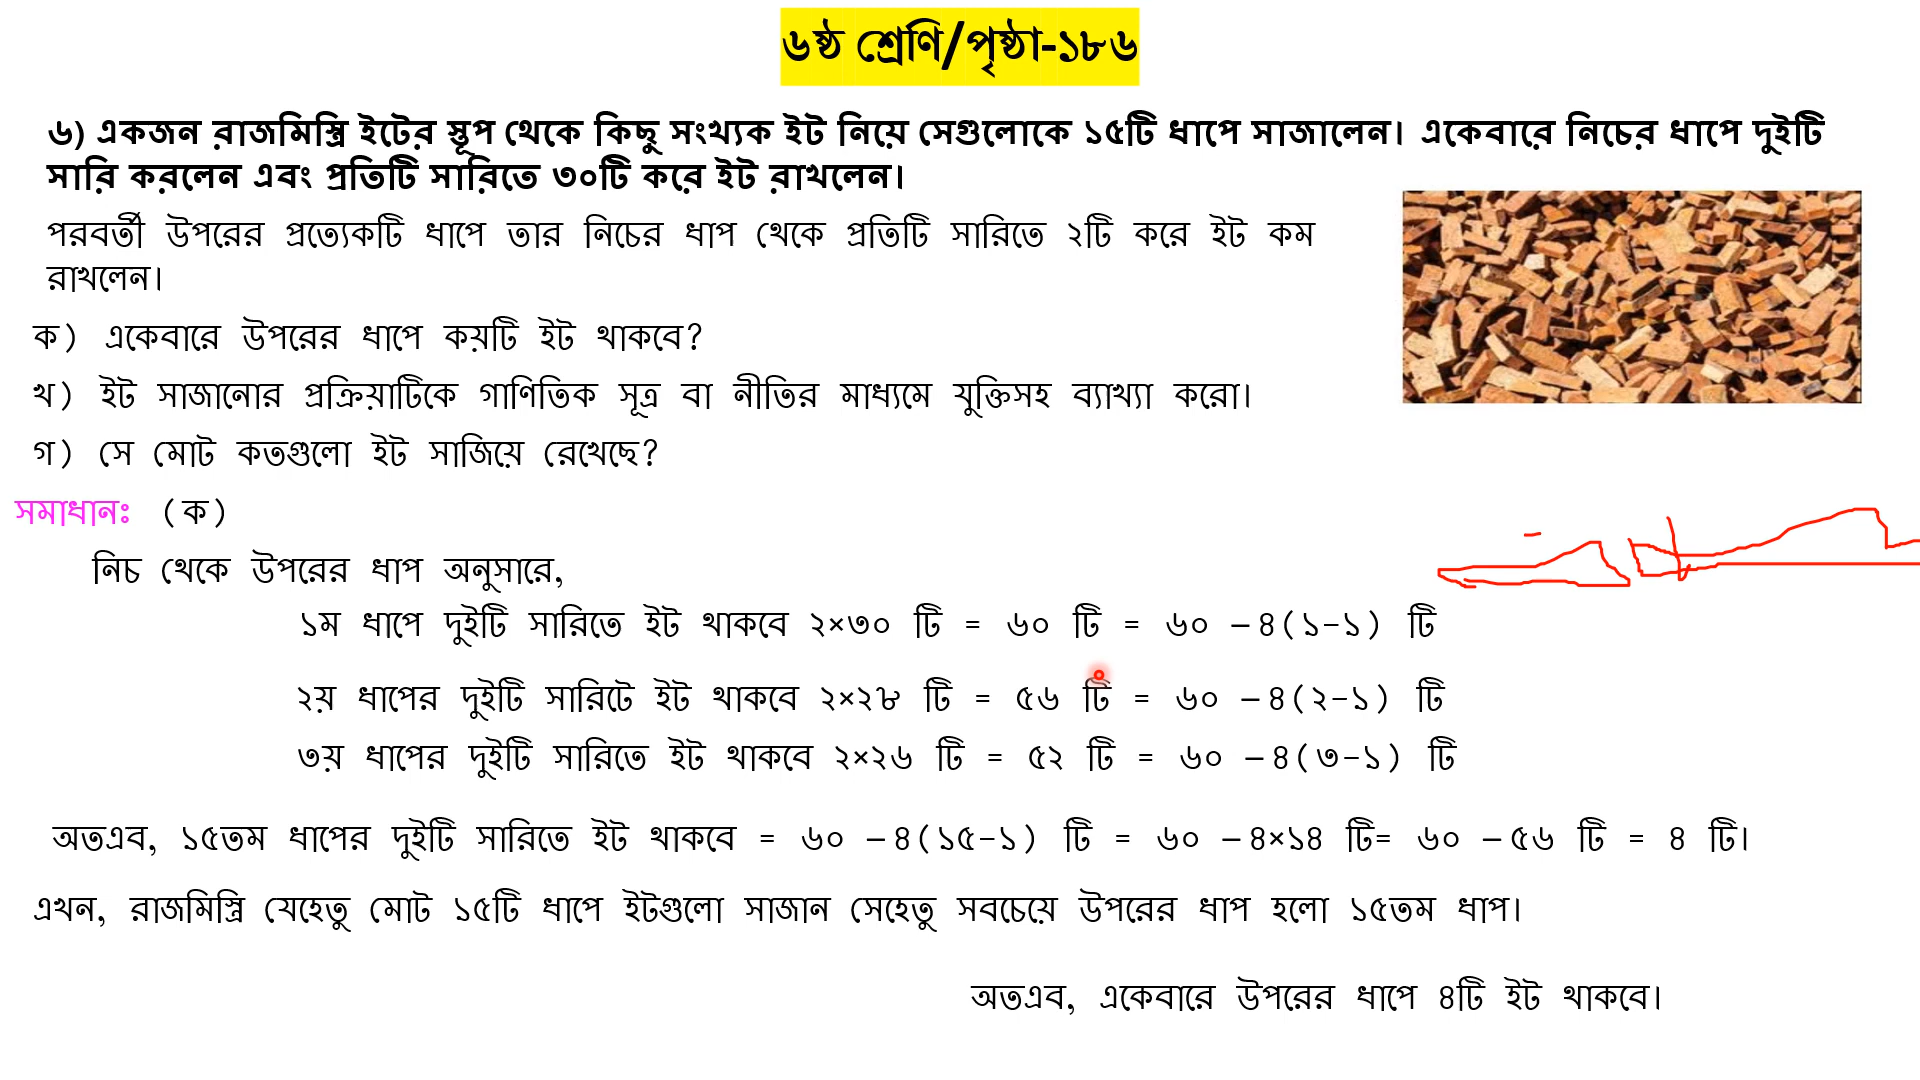 ৬ষ্ঠ শ্রেণি/পৃষ্ঠা-১৮৬
৬) একজন রাজমিস্ত্রি ইটের স্তূপ থেকে কিছু সংখ্যক ইট নিয়ে সেগুলোকে ১৫টি ধাপে সাজালেন। একেবারে নিচের ধাপে দুইটি
সারি করলেন এবং প্রতিটি সারিতে ৩০টি করে ইট রাখলেন।
পরবর্তী উপরের প্রত্যেকটি ধাপে তার নিচের ধাপ থেকে প্রতিটি সারিতে ২টি করে ইট কম
রাখলেন।
ক) একেবারে উপরের ধাপে কয়টি ইট থাকবে?
খ) ইট সাজানোর প্রক্রিয়াটিকে গাণিতিক সূত্র বা নীতির মাধ্যমে যুক্তিসহ ব্যাখ্যা করো।
গ) সে মোট কতগুলো ইট সাজিয়ে রেখেছে?
সমাধানঃ (ক)
নিচ থেকে উপরের ধাপ অনুসারে,
১ম ধাপে দুইটি সারিতে ইট থাকবে ২×৩০ টি = ৬০ টি = ৬০ –৪(১-১) টি
২য় ধাপের দুইটি সারিটে ইট থাকবে ২×২৮ টি = ৫৬ টি = ৬০ –৪(২-১) টি
৩য় ধাপের দুইটি সারিতে ইট থাকবে ২×২৬ টি = ৫২ টি = ৬০ –৪(৩-১) টি
অতএব, ১৫তম ধাপের দুইটি সারিতে ইট থাকবে = ৬০ –৪(১৫-১) টি = ৬০ –৪×১৪ টি= ৬০ –৫৬ টি = ৪ টি।
এখন, রাজমিস্ত্রি যেহেতু মোট ১৫টি ধাপে ইটগুলো সাজান সেহেতু সবচেয়ে উপরের ধাপ হলো ১৫তম ধাপ।
অতএব, একেবারে উপরের ধাপে ৪টি ইট থাকবে।